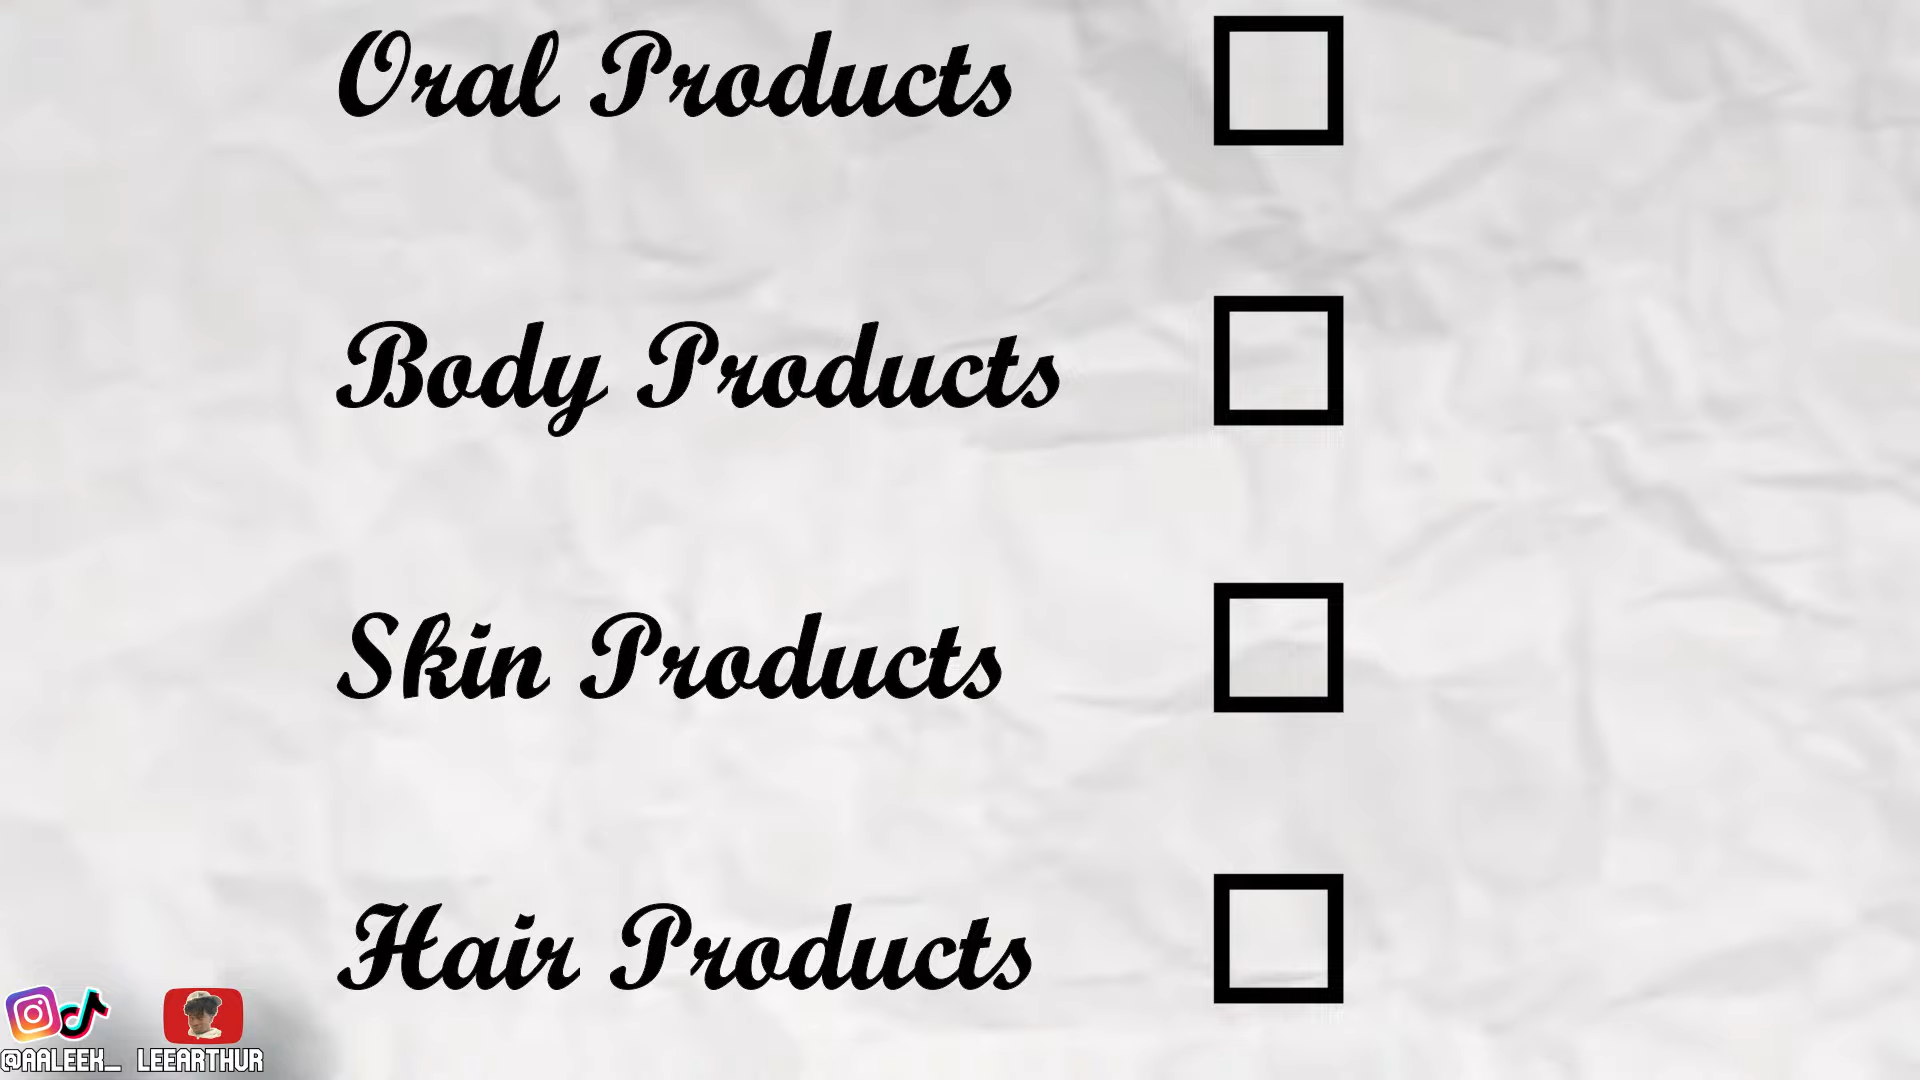 Oral Products
Body Products
Skin Products
Hair Products
@AALEEK_ LEEARTHUR